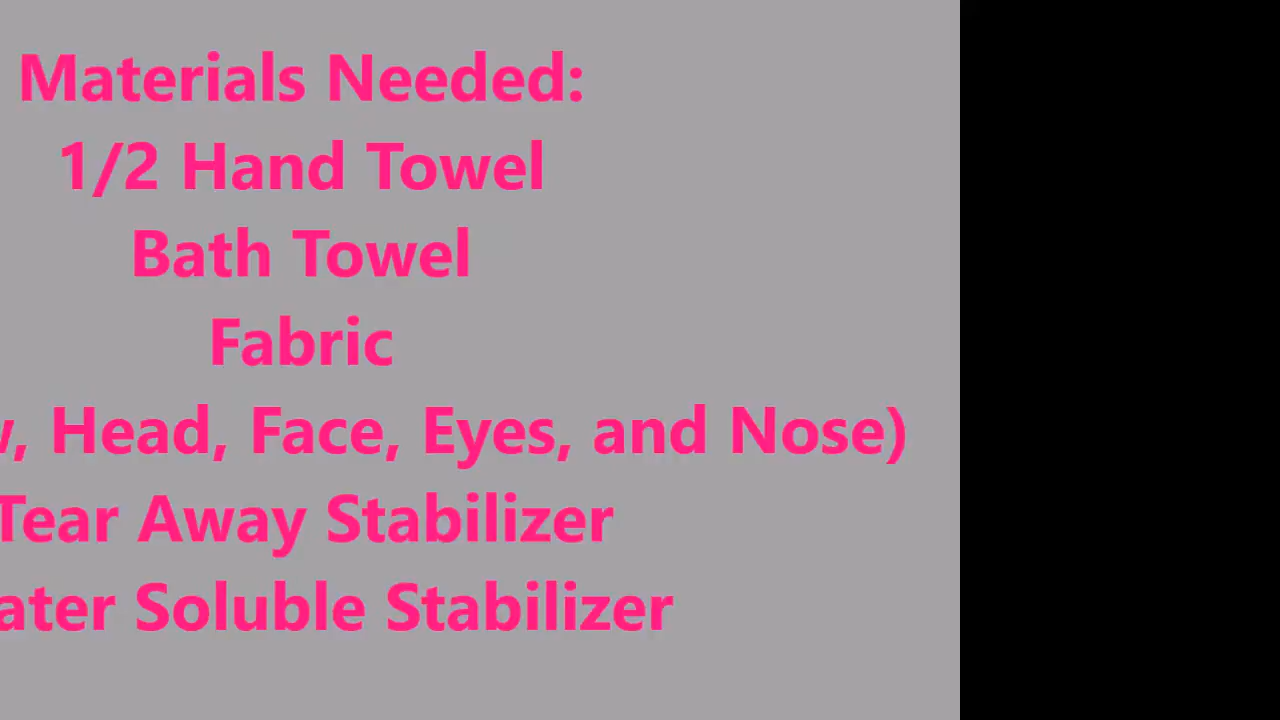 Materials Needed:
1/2 Hand Towel
Bath Towel
Fabric
Head, Face, Eyes, and Nose)
Tear Away Stabilizer
Soluble Stabilizer